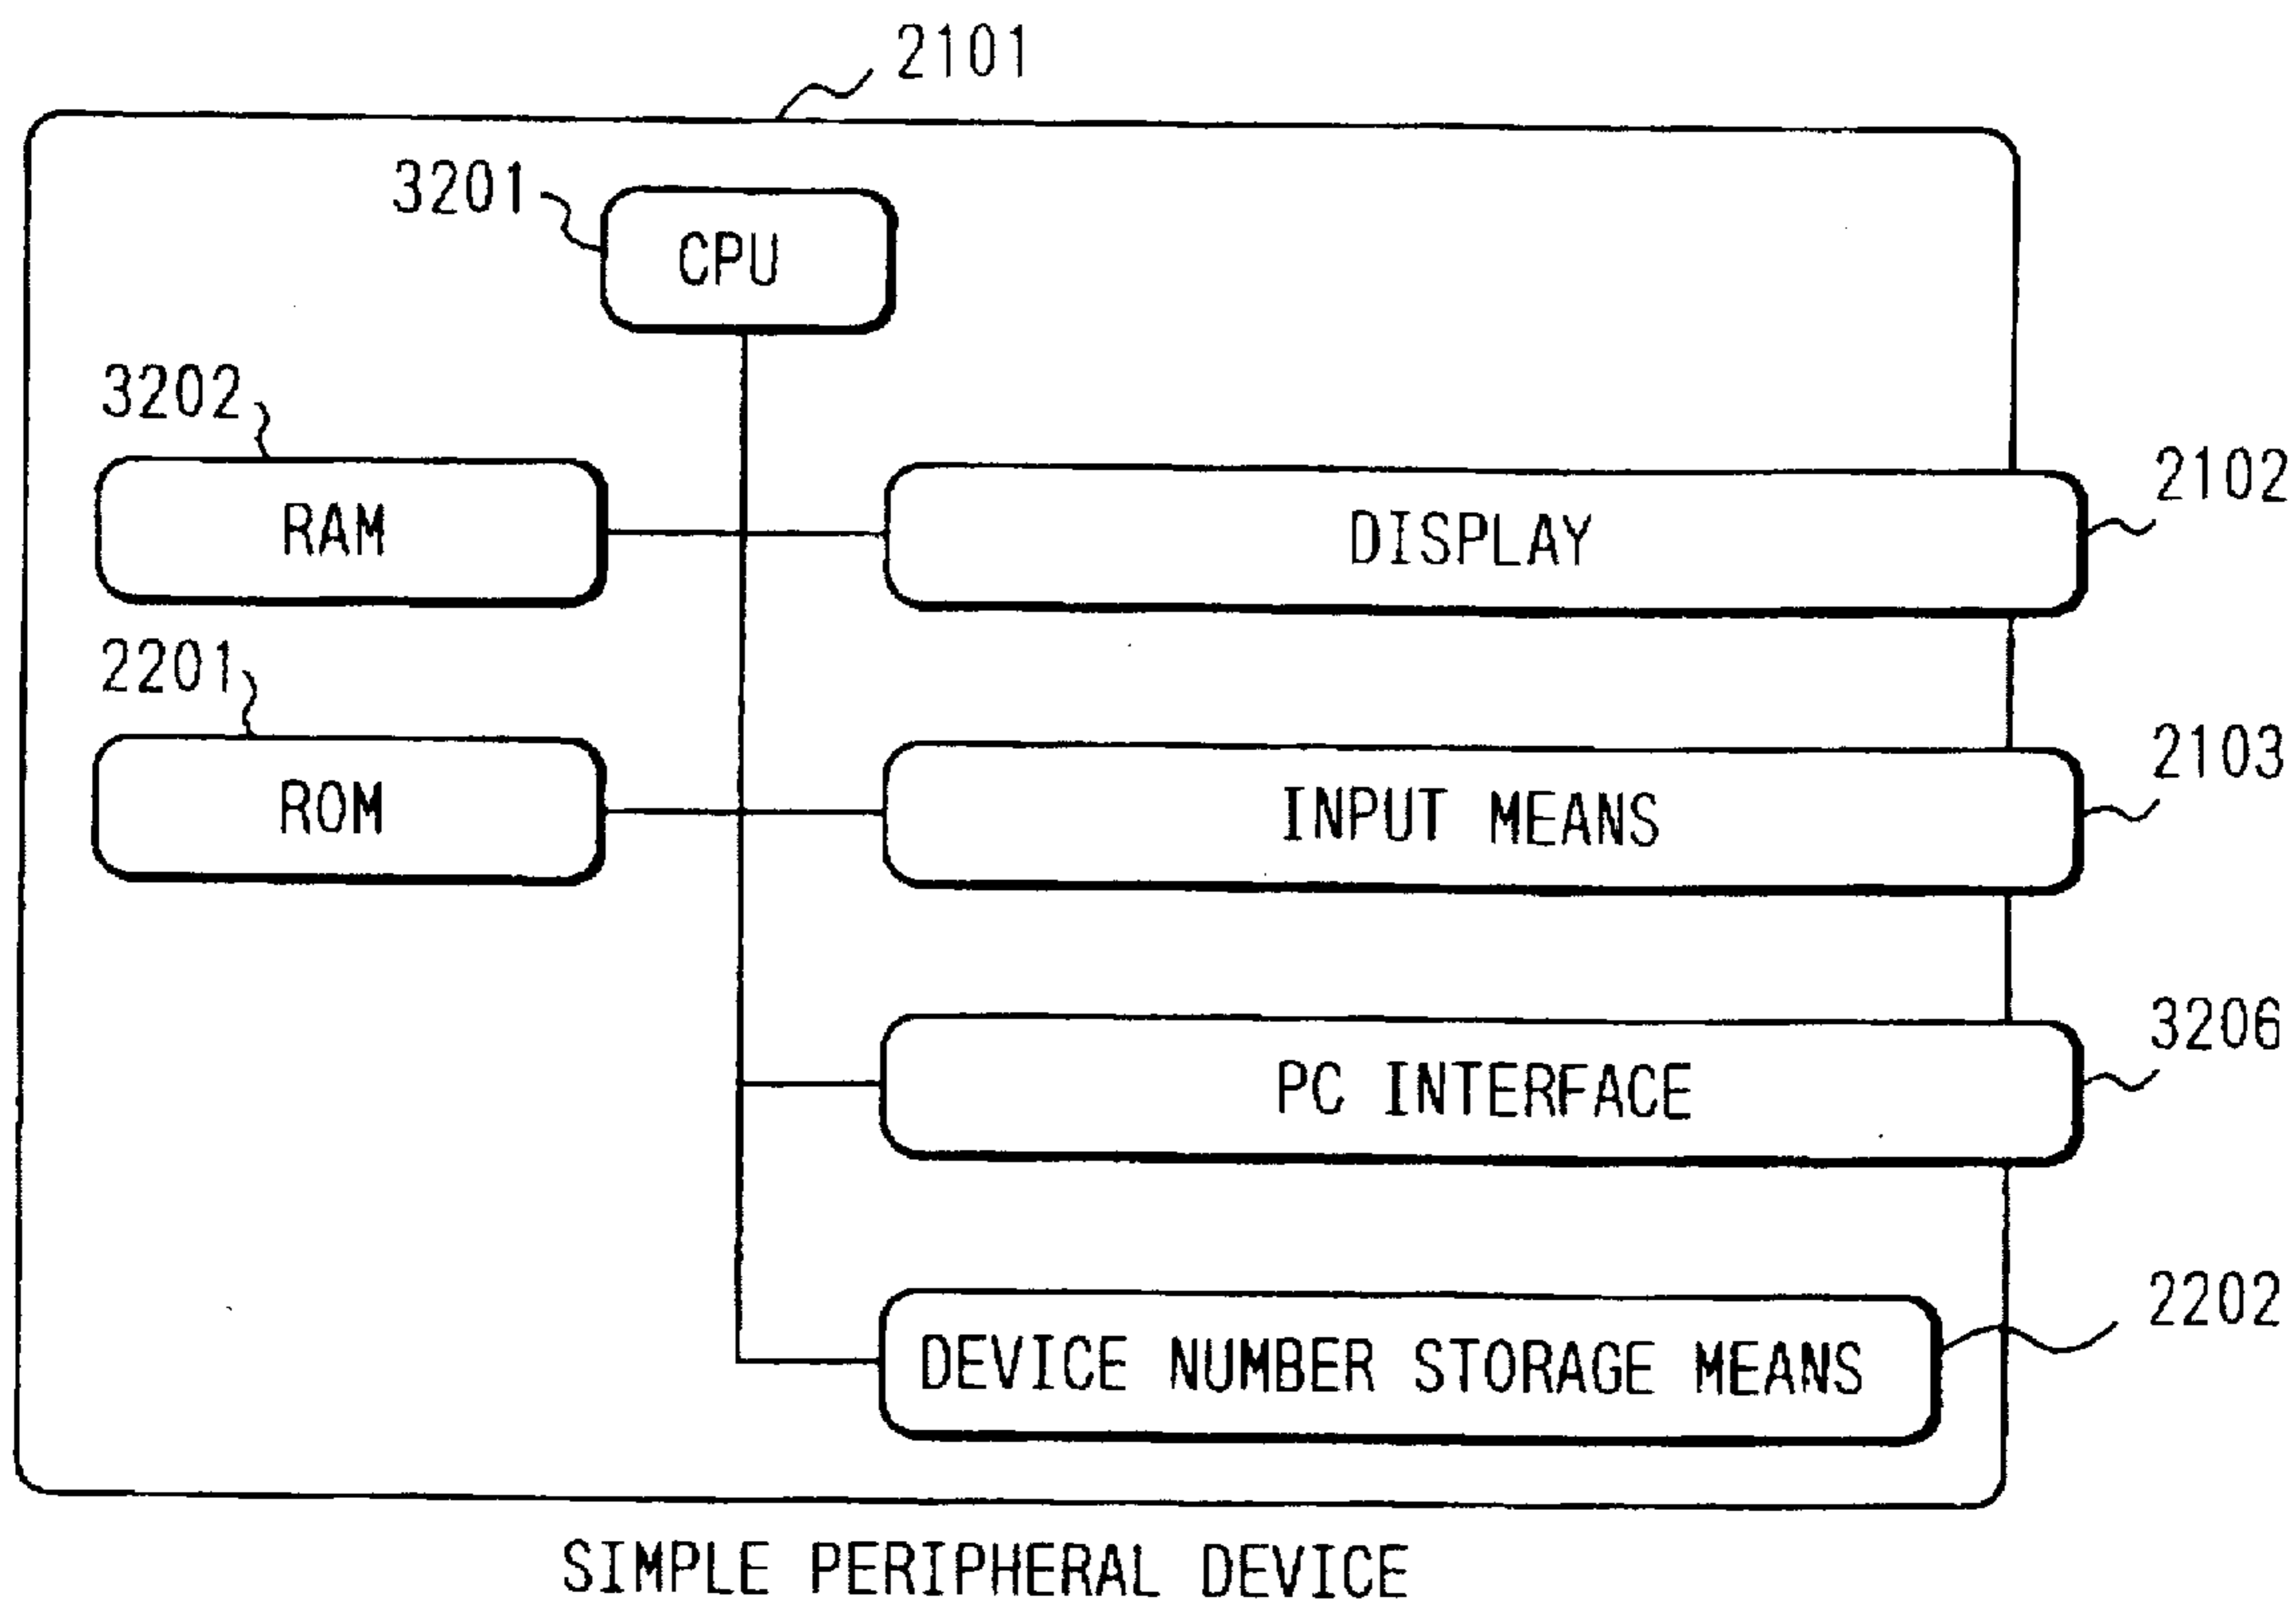 2101
3201
CPU
3202
RAM
DISPLAY
2102
2201
ROM
INPUT MEANS
2103
PC INTERFACE
3206
DEVICE NUMBER STORAGE MEANS
2202
SIMPLE PERIPHERAL DEVICE